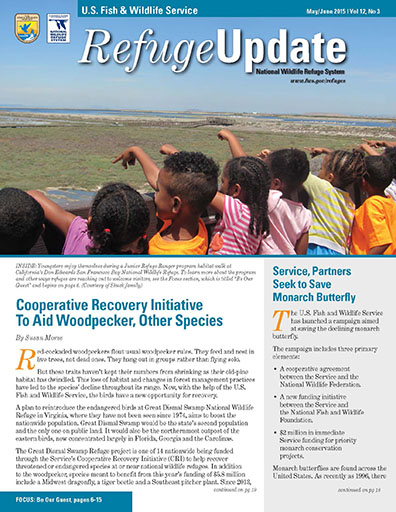 U.S. Fish & Wildlife Service
May/June 2015 | Vol 12, No 3
RefugeUpdate
National Wildlife Refuge System
www.fws.gov/refuges
INSIDE: Youngsters enjoy themselves during a Junior Refuge Ranger program habitat walk at
California's Don Edwards San Francisco Bay National Wildlife Refuge. To learn more about the program
and other ways refuges are reaching out to welcome visitors, see the Focus section, which is titled "Be Our
Guest" and begins on page 6. (Courtesy of Sinath family)
Cooperative Recovery Initiative
To Aid Woodpecker, Other Species
By Susan Morse
Red-cockaded woodpeckers flout usual woodpecker rules. They feed and nest in
live trees, not dead ones. They hang out in groups rather than flying solo.
But those traits haven't kept their numbers from shrinking as their old-pine
habitat has dwindled. This loss of habitat and changes in forest management practices
have led to the species' decline throughout its range. Now, with the help of the U.S.
Fish and Wildlife Service, the birds have a new opportunity for recovery.
A plan to reintroduce the endangered birds at Great Dismal Swamp National Wildlife
Refuge in Virginia, where they have not been seen since 1974, aims to boost the
nationwide population. Great Dismal Swamp would be the state's second population
and the only one on public land. It would also be the northernmost outpost of the
eastern birds, now concentrated largely in Florida, Georgia and the Carolinas.
The Great Dismal Swamp Refuge project is one of 14 nationwide being funded
through the Service's Cooperative Recovery Initiative (CRI) to help recover
threatened or endangered species at or near national wildlife refuges. In addition
to the woodpecker, species meant to benefit from this year's funding of $5.8 million
include a Midwest dragonfly, a tiger beetle and a Southeast pitcher plant. Since 2013,
continued on pg 19
FOCUS: Be Our Guest, pages 6-15
Service, Partners
Seek to Save
Monarch Butterfly
The U.S. Fish and Wildlife Service
has launched a campaign aimed
at saving the declining monarch
butterfly.
The campaign includes three primary
elements:
• A cooperative agreement
between the Service and the
National Wildlife Federation.
• A new funding initiative
between the Service and
the National Fish and Wildlife
Foundation.
• $2 million in immediate
Service funding for priority
monarch conservation
projects.
Monarch butterflies are found across the
United States. As recently as 1996, there
continued on pg 18